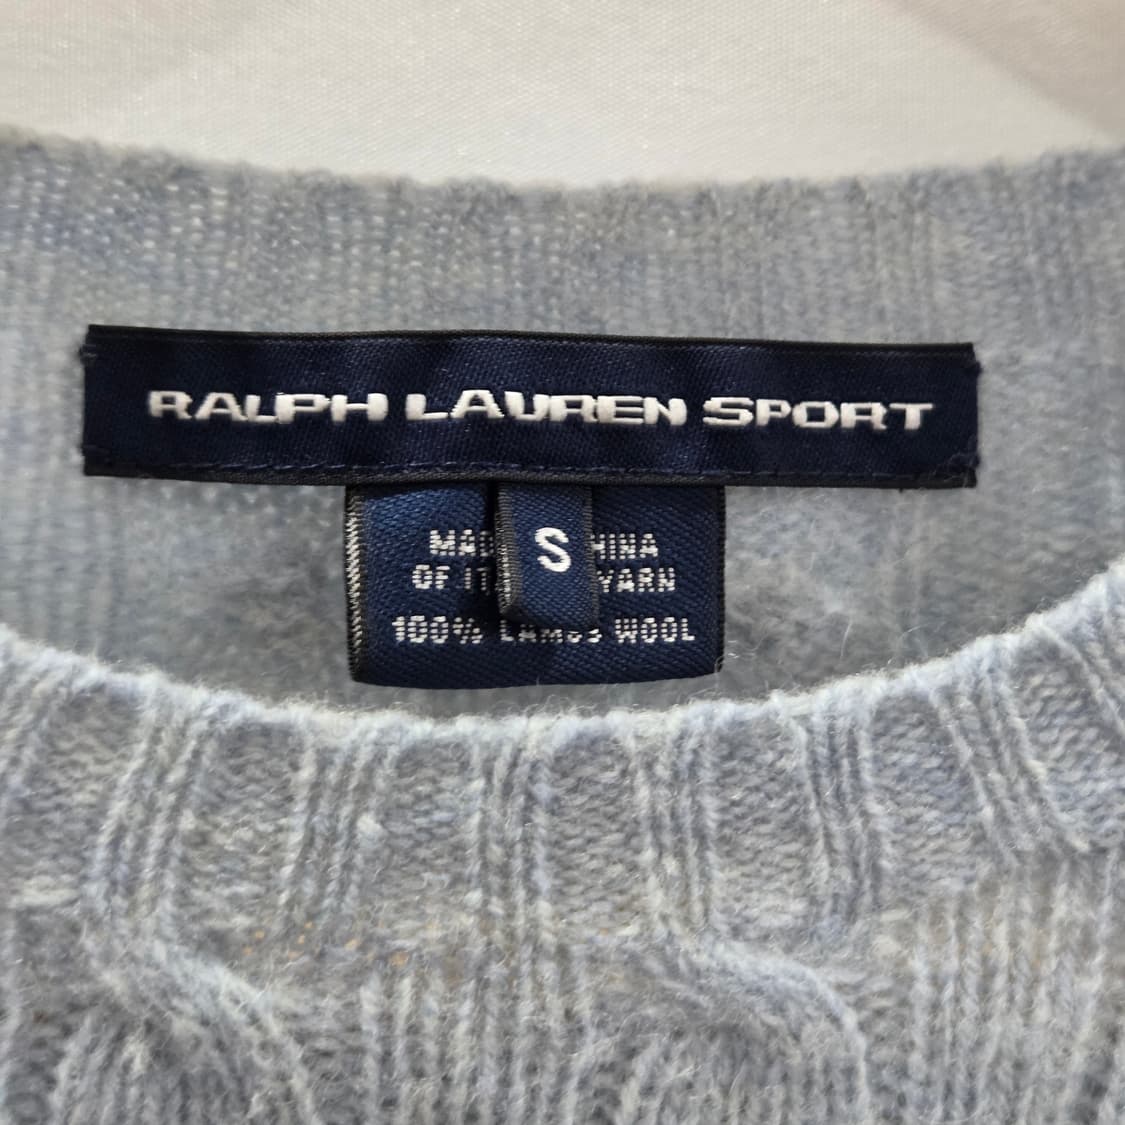 RALPH LAUREN SPORT
S
MAD HINA
OF IT YARN
100% LAMBS WOOL